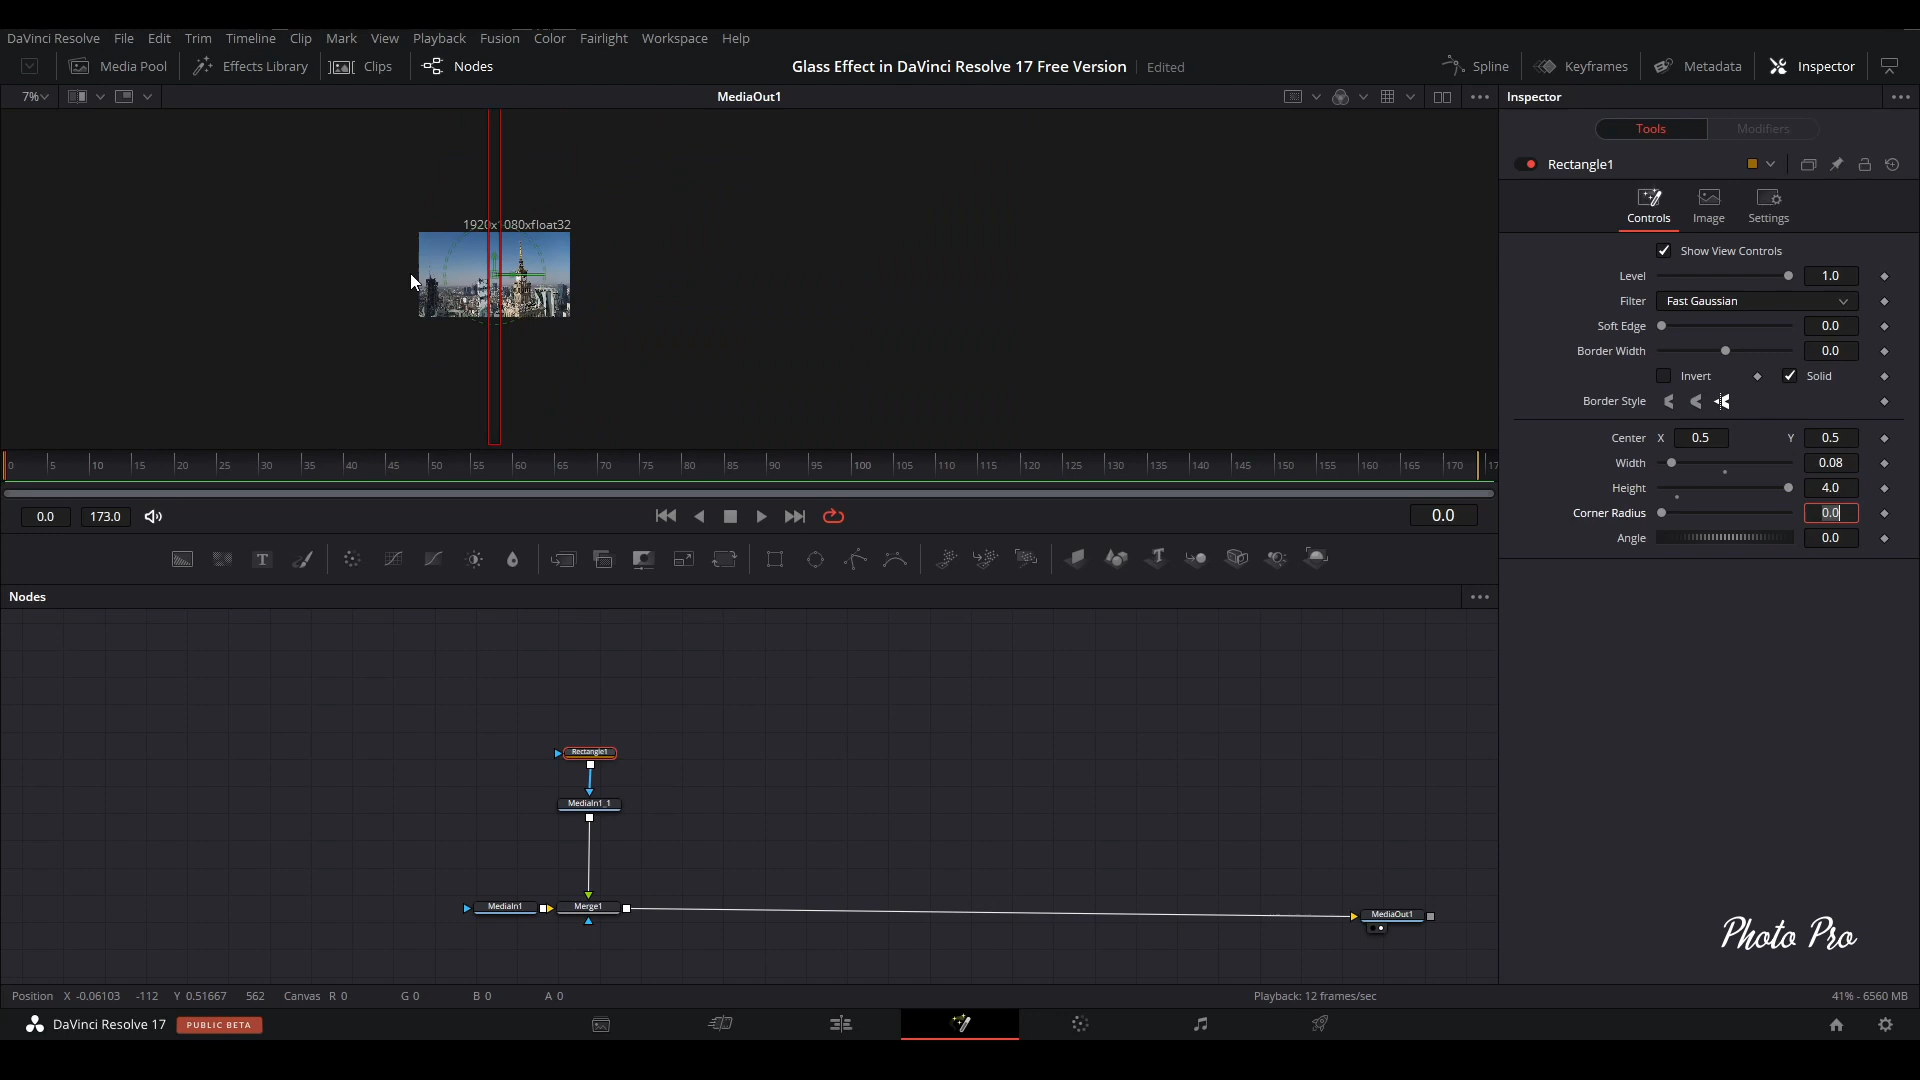 DaVinci Resolve File Edit Trim Timeline Clip Mark View Playback Fusion Color Fairlight Workspace Help
Media Pool Effects Library Clips Nodes Glass Effect in DaVinci Resolve 17 Free Version Edited Spline Keyframes Metadata Inspector
7% MediaOut1 Inspector
Tools Modifiers
Rectangle1
Controls Image Settings
1920x1080xfloat32
Show View Controls
Level 1.0
Filter Fast Gaussian
Soft Edge 0.0
Border Width 0.0
Invert Solid
Border Style
Center X 0.5 Y 0.5
Width 0.08
Height 4.0
Corner Radius 0.0
Angle 0.0
0 5 10 15 20 25 30 35 40 45 50 55 60 65 70 75 80 85 90 95 100 105 110 115 120 125 130 135 140 145 150 155 160 165 170 17
0.0 173.0 0.0
T T
Nodes
Rectangle1
MediaIn1_1
MediaIn1 Merge1 MediaOut1
Photo Pro
Position X -0.06103 -112 Y 0.51667 562 Canvas R 0 G 0 B 0 A 0 Playback: 12 frames/sec 41% - 6560 MB
DaVinci Resolve 17 PUBLIC BETA